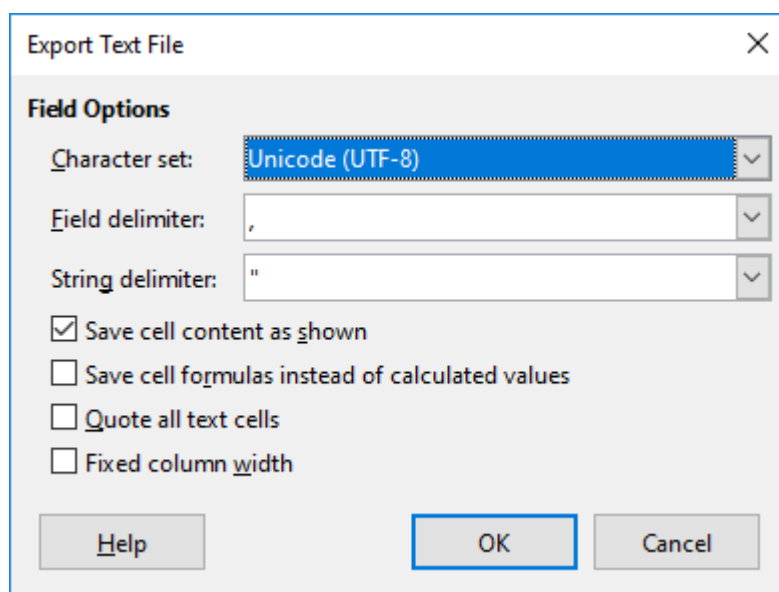 Export Text File
Field Options
Character set: Unicode (UTF-8)
Field delimiter: ,
String delimiter: "
Save cell content as shown
Save cell formulas instead of calculated values
Quote all text cells
Fixed column width
Help OK Cancel